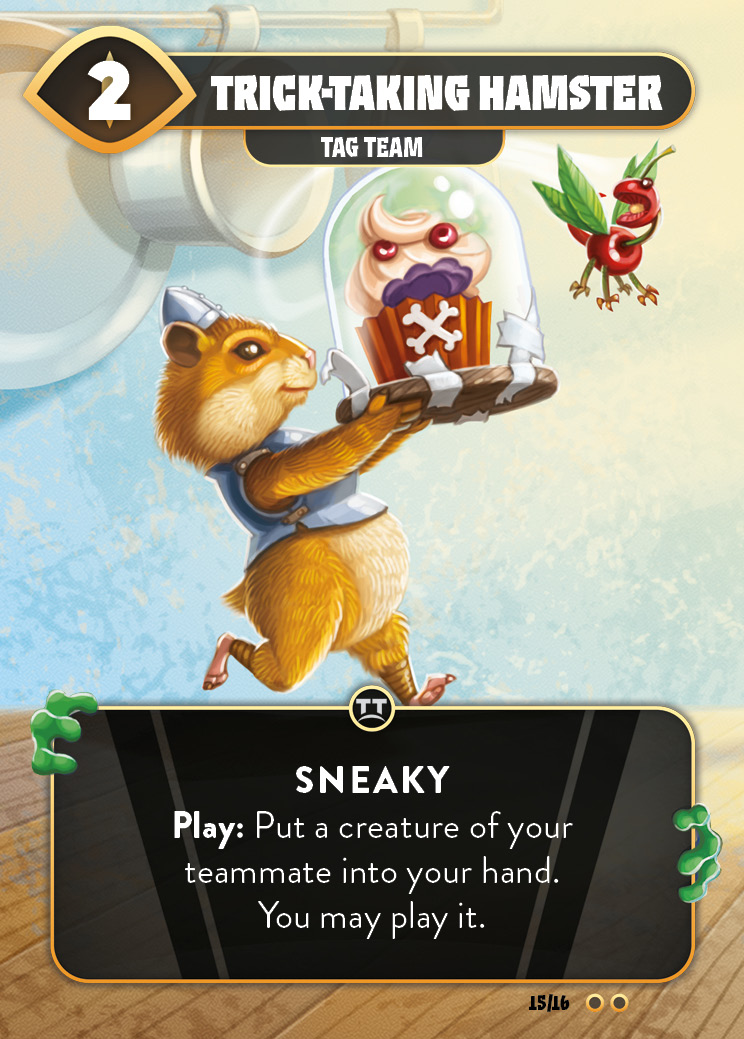 2
TRICK-TAKING HAMSTER
TAG TEAM
TT
SNEAKY
Play: Put a creature of your
teammate into your hand.
You may play it.
15/16